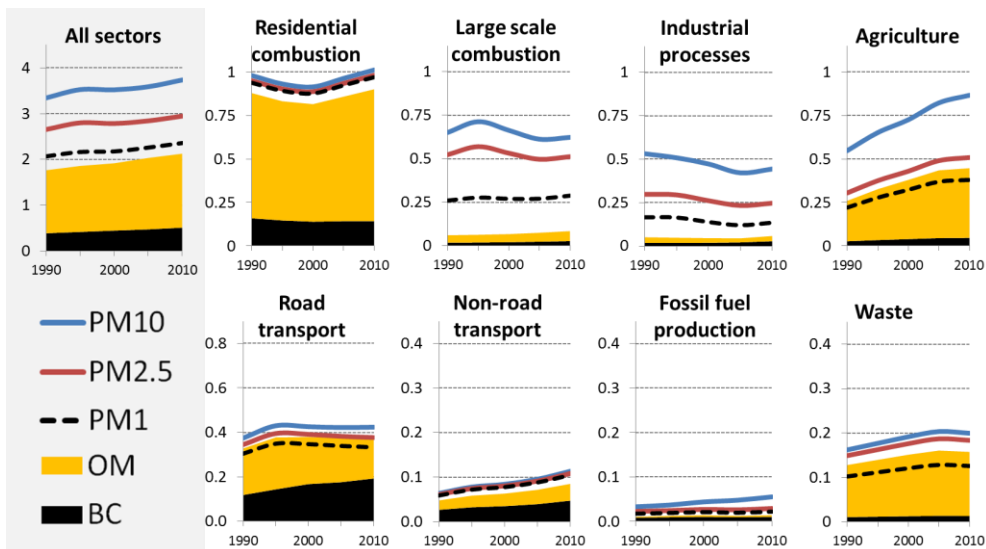 All sectors
4
3
2
1
0
1990 2000 2010
Residential
combustion
1
0.75
0.5
0.25
0
1990 2000 2010
Large scale
combustion
1
0.75
0.5
0.25
0
1990 2000 2010
Industrial
processes
1
0.75
0.5
0.25
0
1990 2000 2010
Agriculture
1
0.75
0.5
0.25
0
1990 2000 2010
PM10
PM2.5
PM1
OM
BC
Road
transport
0.8
0.6
0.4
0.2
0.0
1990 2000 2010
Non-road
transport
0.4
0.3
0.2
0.1
0.0
1990 2000 2010
Fossil fuel
production
0.4
0.3
0.2
0.1
0.0
1990 2000 2010
Waste
0.4
0.3
0.2
0.1
0.0
1990 2000 2010